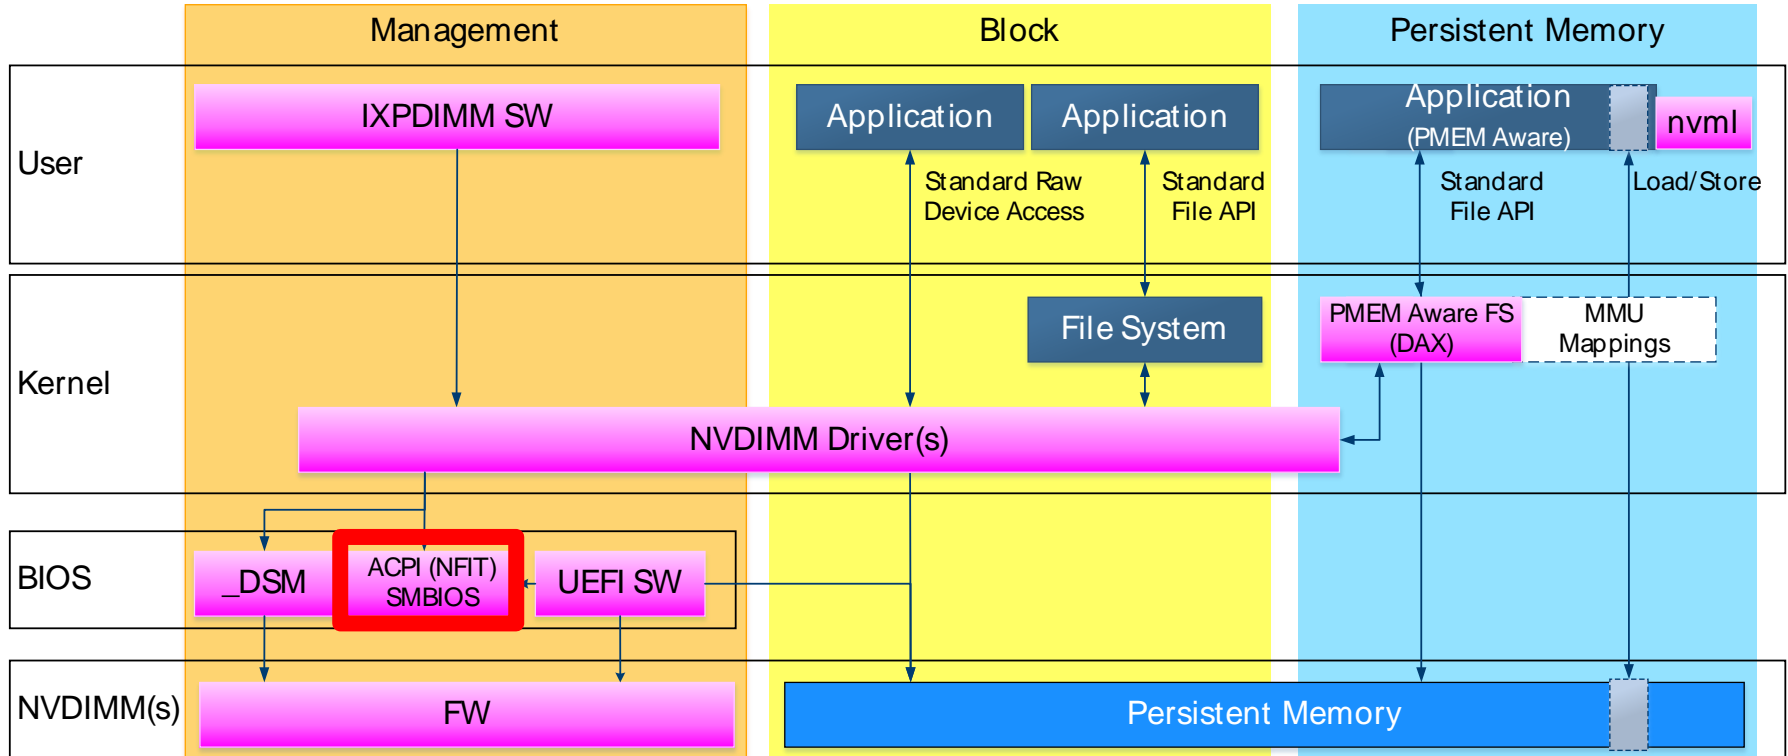 Management
Block
Persistent Memory
User
IXPDIMM SW
Application
Application
Application
(PMEM Aware)
nvml
Standard Raw
Device Access
Standard
File API
Standard
File API
Load/Store
Kernel
File System
PMEM Aware FS
(DAX)
MMU
Mappings
NVDIMM Driver(s)
BIOS
_DSM
ACPI (NFIT)
SMBIOS
UEFI SW
NVDIMM(s)
FW
Persistent Memory